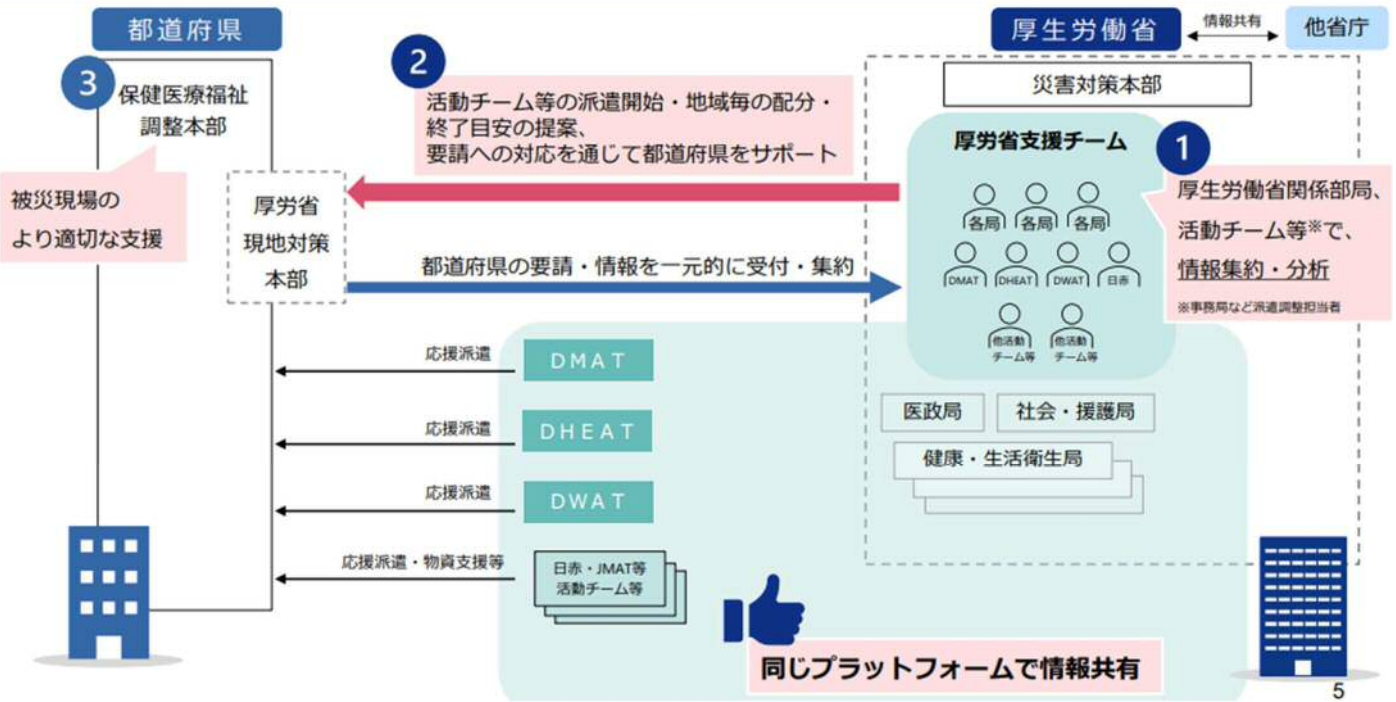 都道府県
3
保健医療福祉
調整本部
被災現場の
より適切な支援
厚労省
現地対策
本部
2
活動チーム等の派遣開始・地域毎の配分・
終了目安の提案、
要請への対応を通じて都道府県をサポート
都道府県の要請・情報を一元的に受付・集約
厚生労働省
情報共有
他省庁
災害対策本部
厚労省支援チーム
各局
各局
各局
DMAT
DHEAT
DWAT
日赤
他活動
チーム等
他活動
チーム等
1
厚生労働省関係部局、
活動チーム等※で、
情報集約・分析
※事務局など派遣調整担当者
医政局
社会・援護局
健康・生活衛生局
応援派遣
DMAT
応援派遣
DHEAT
応援派遣
DWAT
応援派遣・物資支援等
日赤・JMAT等
活動チーム等
同じプラットフォームで情報共有
5